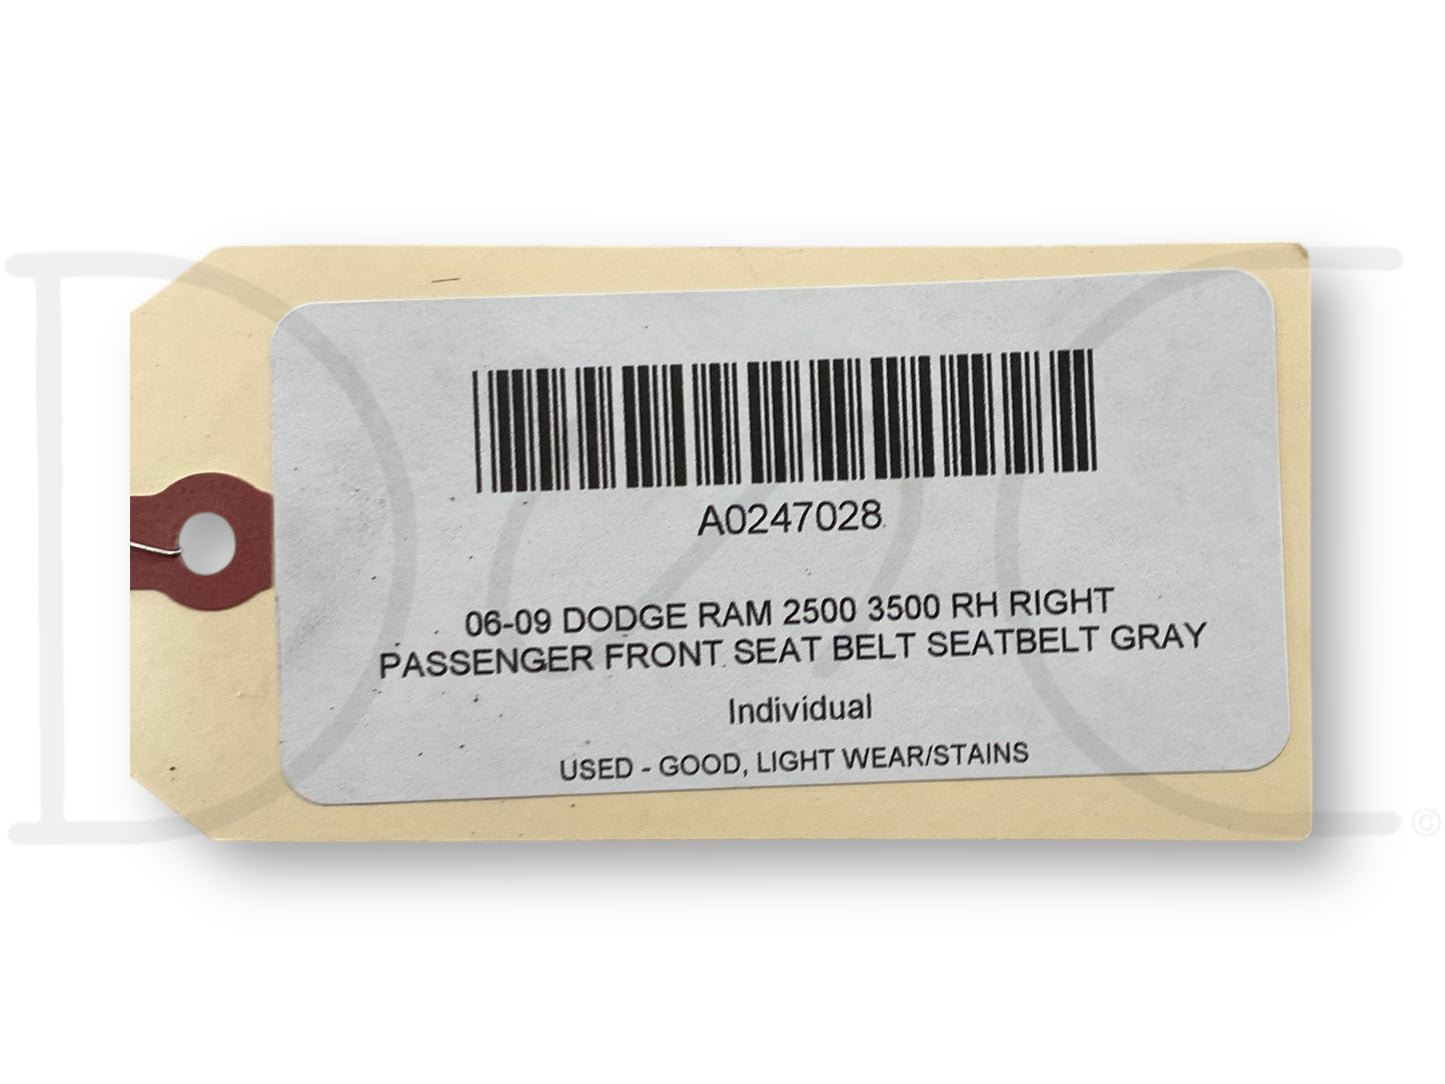 A0247028
06-09 DODGE RAM 2500 3500 RH RIGHT
PASSENGER FRONT SEAT BELT SEATBELT GRAY
Individual
USED - GOOD, LIGHT WEAR/STAINS
©